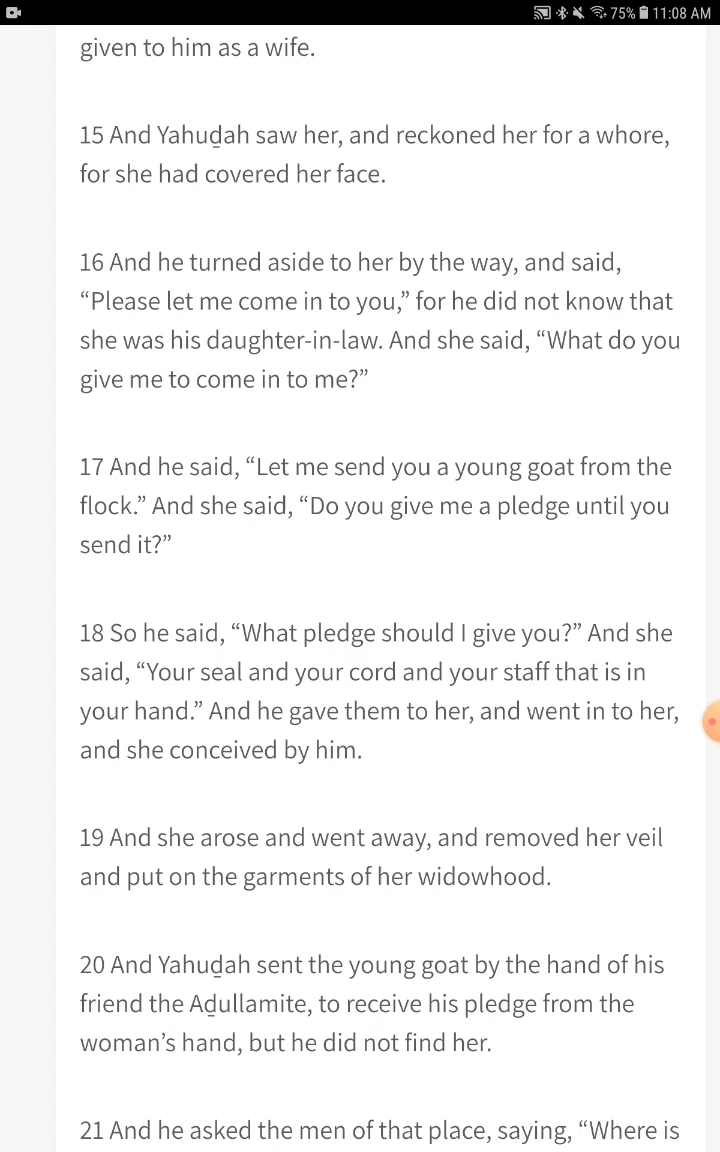 75% 11:08 AM
given to him as a wife.
15 And Yahuḏah saw her, and reckoned her for a whore,
for she had covered her face.
16 And he turned aside to her by the way, and said,
“Please let me come in to you,” for he did not know that
she was his daughter-in-law. And she said, “What do you
give me to come in to me?”
17 And he said, “Let me send you a young goat from the
flock.” And she said, “Do you give me a pledge until you
send it?”
18 So he said, “What pledge should I give you?” And she
said, “Your seal and your cord and your staff that is in
your hand.” And he gave them to her, and went in to her,
and she conceived by him.
19 And she arose and went away, and removed her veil
and put on the garments of her widowhood.
20 And Yahuḏah sent the young goat by the hand of his
friend the Aḏullamite, to receive his pledge from the
woman’s hand, but he did not find her.
21 And he asked the men of that place, saying, “Where is